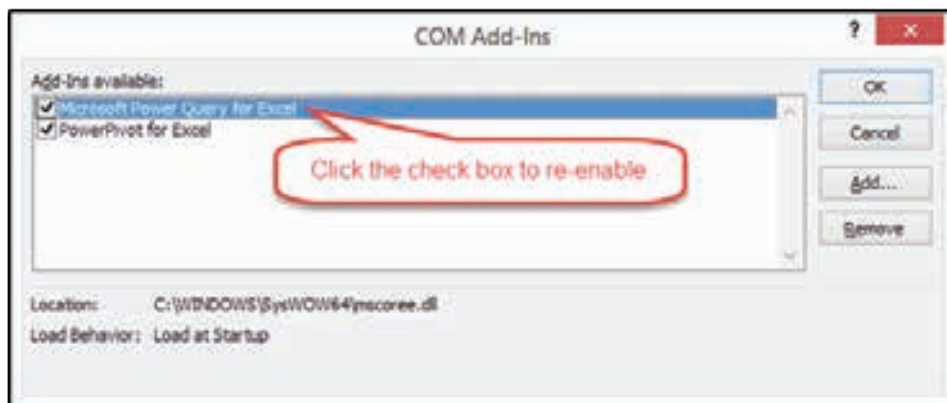 COM Add-Ins
?
Add-Ins available:
Microsoft Power Query for Excel
PowerPivot for Excel
Click the check box to re-enable
OK
Cancel
Add...
Remove
Location: C:\WINDOWS\SysWOW64\mscoree.dll
Load Behavior: Load at Startup